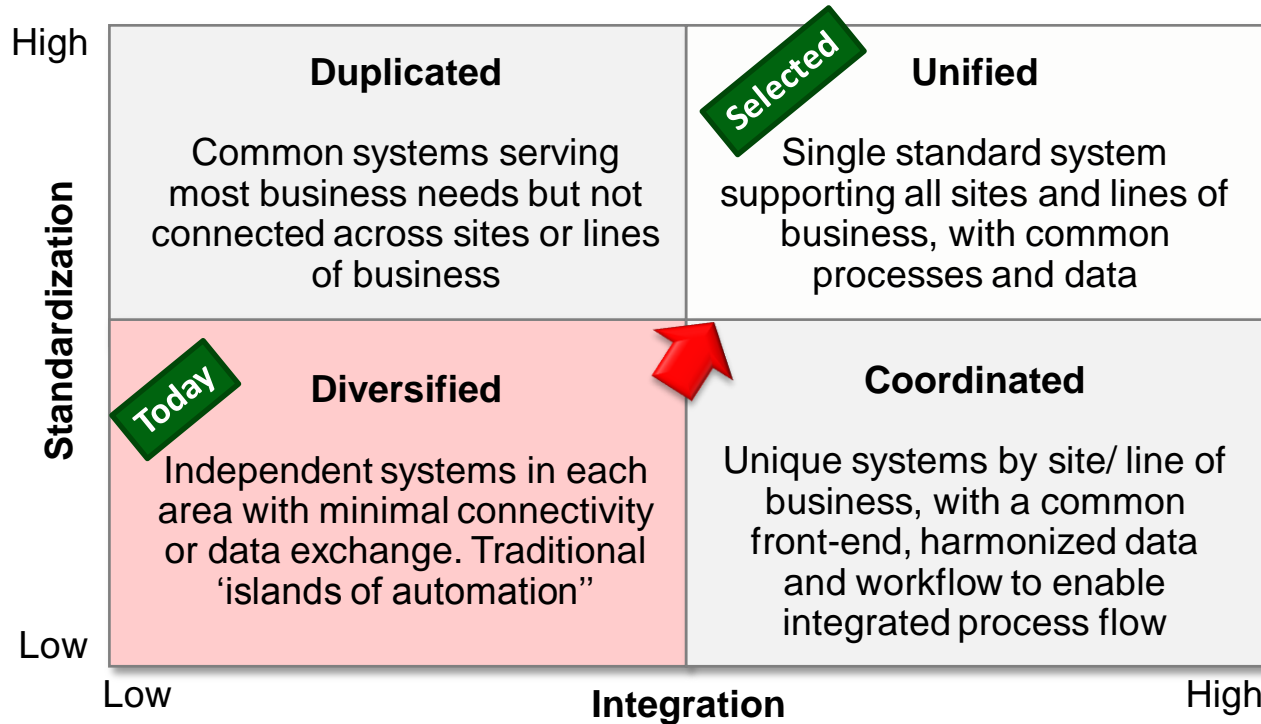 High
Duplicated
Common systems serving
most business needs but not
connected across sites or lines
of business
Selected
Unified
Single standard system
supporting all sites and lines of
business, with common
processes and data
Standardization
Today
Diversified
Independent systems in each
area with minimal connectivity
or data exchange. Traditional
‘islands of automation’'
Coordinated
Unique systems by site/ line of
business, with a common
front-end, harmonized data
and workflow to enable
integrated process flow
Low
Low
Integration
High